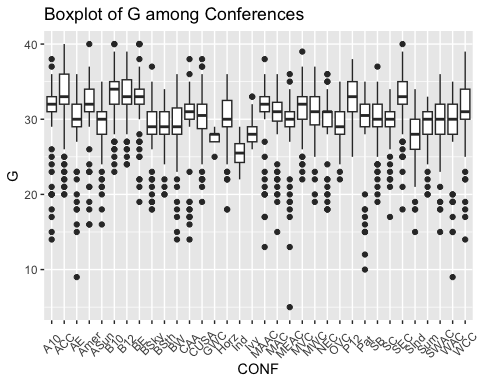 Boxplot of G among Conferences
G
40
30
20
10
A10 ACC AE Amer ASun B10 B12 BE BSky BSth BW CAA CUSA GWC Horz Ind Ivy MAAC MAC MEAC MVC MWC NEC OVC P12 Pat SB SC SEC Slnd Sum SWAC WAC WCC
CONF